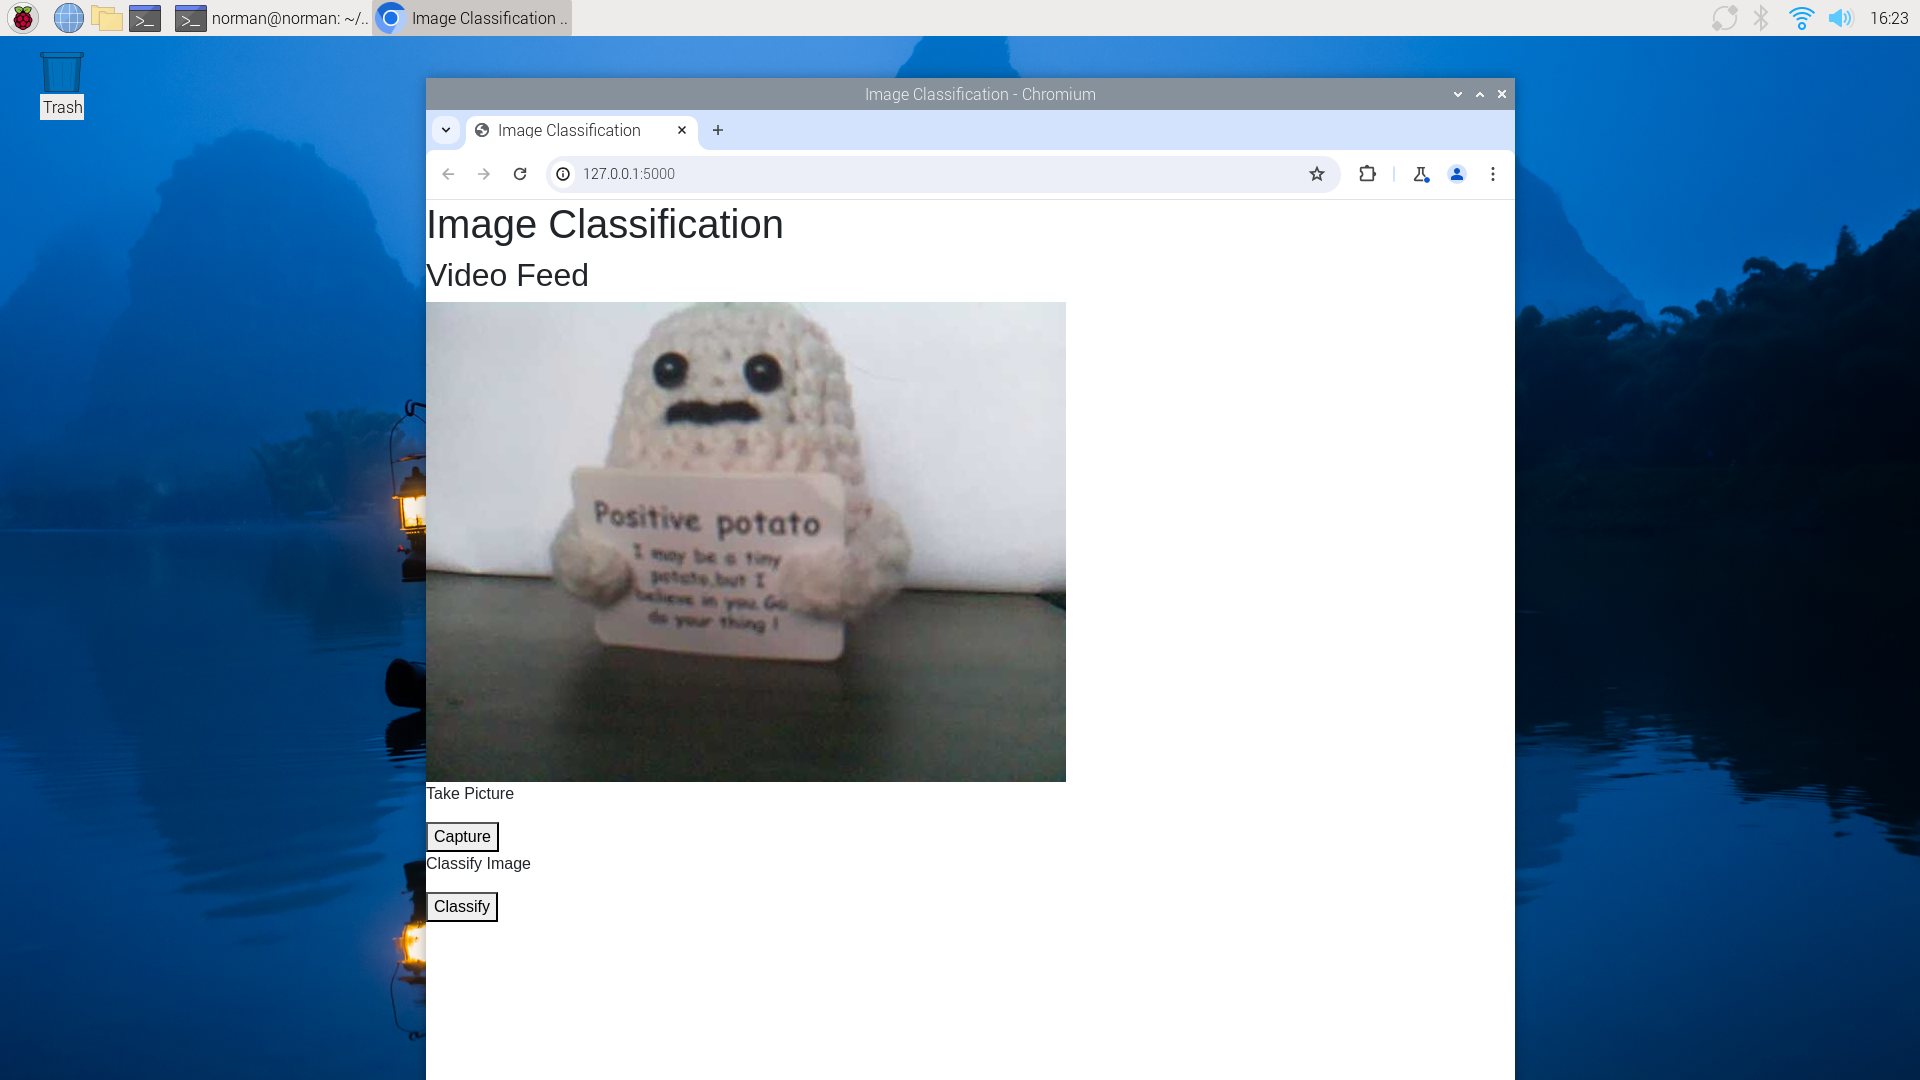 norman@norman: ~/..
Image Classification ..
16:23
Trash
Image Classification - Chromium
Image Classification
127.0.0.1:5000
Image Classification
Video Feed
Positive potato
I may be a tiny
potato,but I
believe in you.Go
do your thing !
Take Picture
Capture
Classify Image
Classify